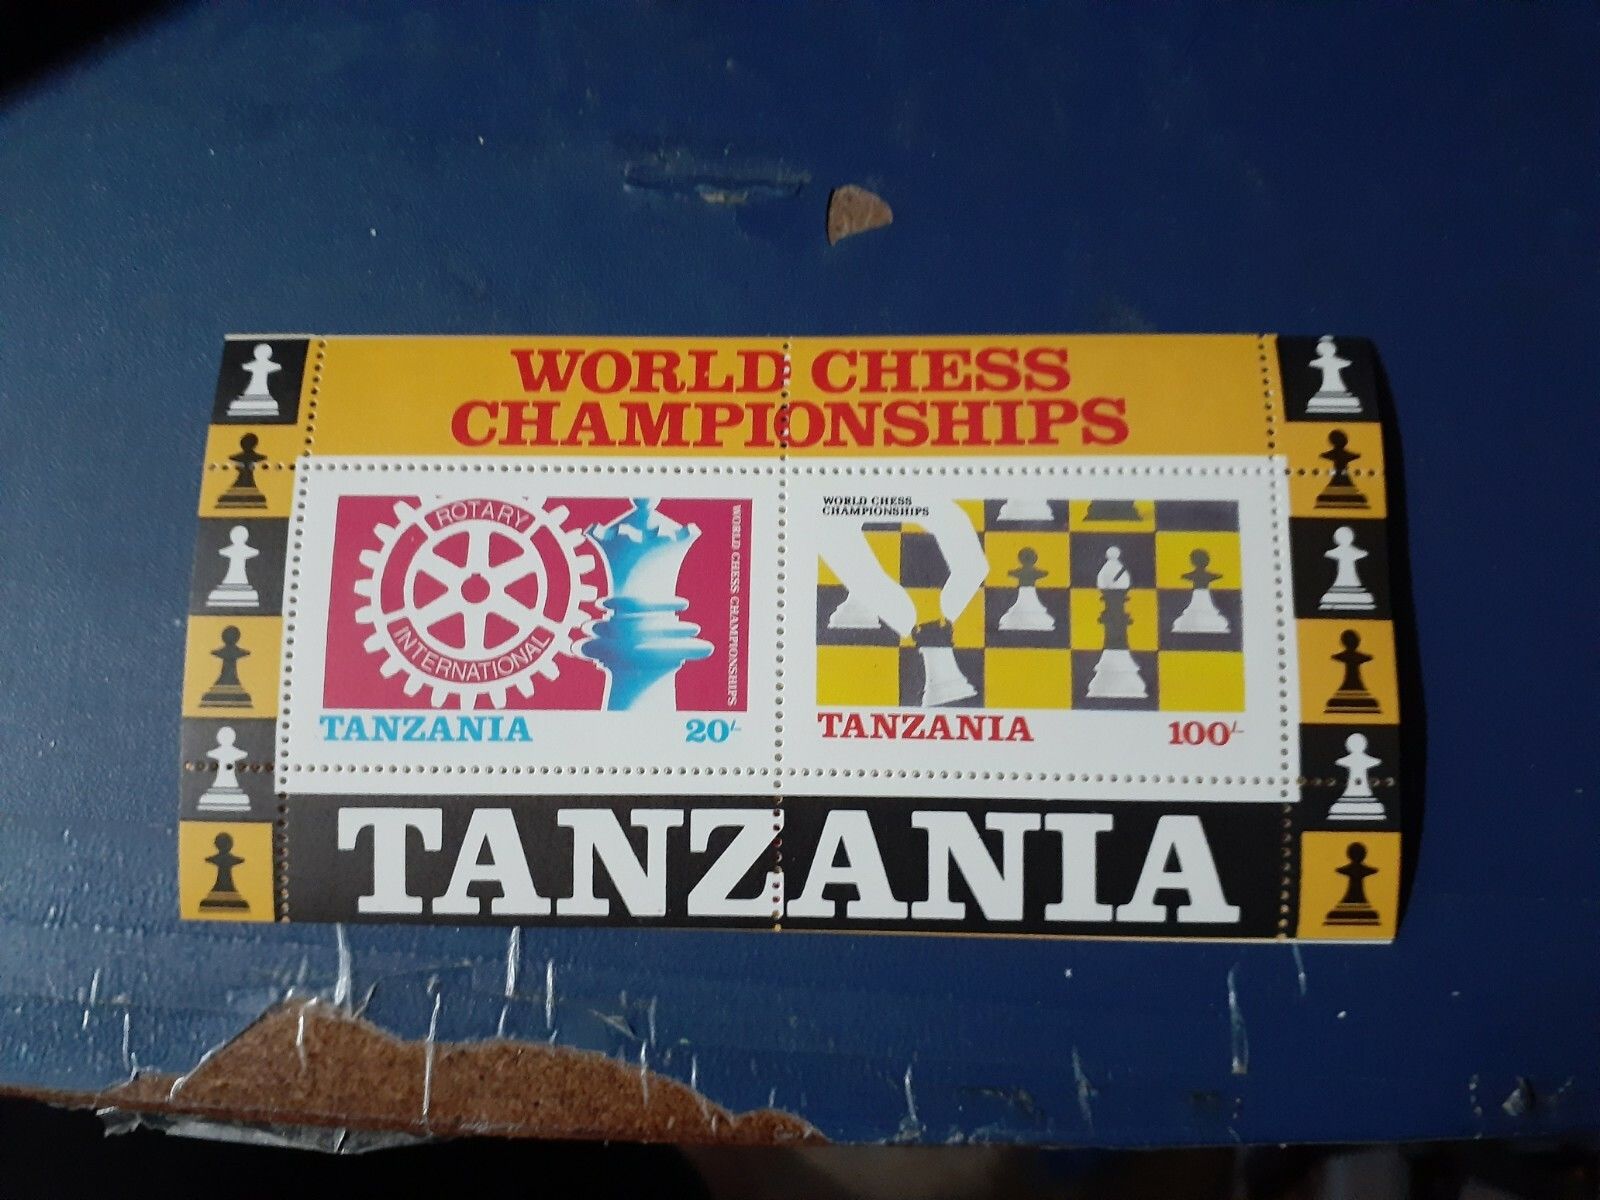 WORLD CHESS
CHAMPIONSHIPS
ROTARY
INTERNATIONAL
WORLD CHESS CHAMPIONSHIPS
TANZANIA
20/-
WORLD CHESS
CHAMPIONSHIPS
TANZANIA
100/-
TANZANIA